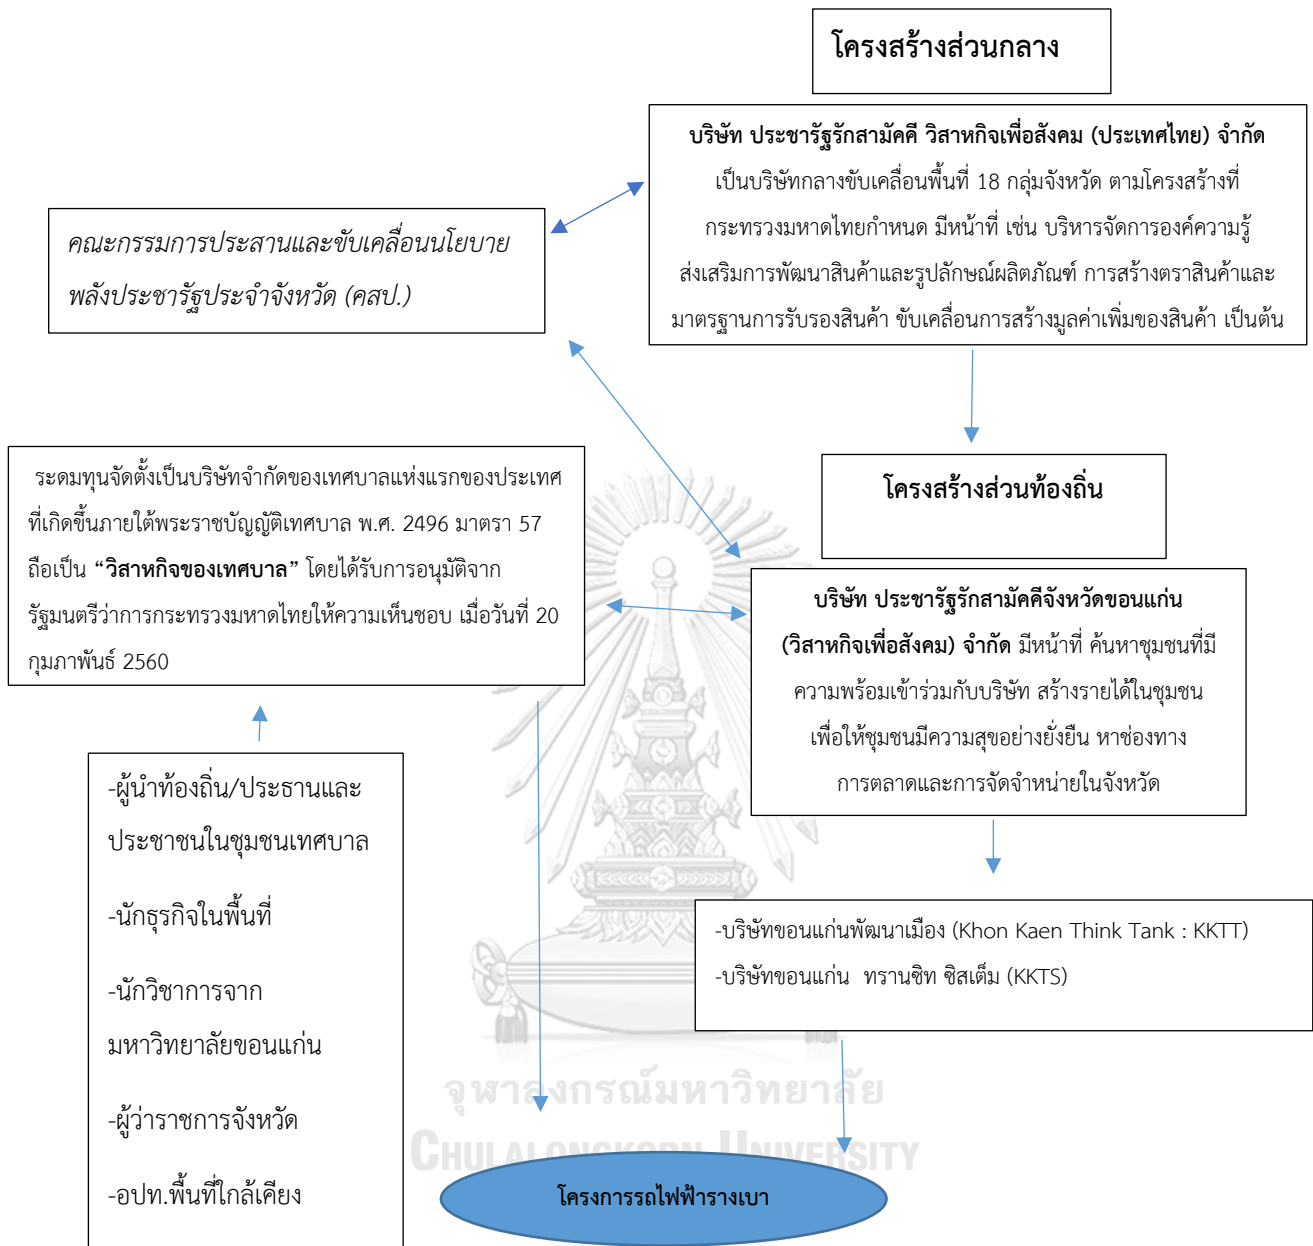 โครงสร้างส่วนกลาง
บริษัท ประชารัฐรักสามัคคี วิสาหกิจเพื่อสังคม (ประเทศไทย) จำกัด
เป็นบริษัทกลางขับเคลื่อนพื้นที่ 18 กลุ่มจังหวัด ตามโครงสร้างที่
กระทรวงมหาดไทยกำหนด มีหน้าที่ เช่น บริหารจัดการองค์ความรู้
ส่งเสริมการพัฒนาสินค้าและรูปลักษณ์ผลิตภัณฑ์ การสร้างตราสินค้าและ
มาตรฐานการรับรองสินค้า ขับเคลื่อนการสร้างมูลค่าเพิ่มของสินค้า เป็นต้น
คณะกรรมการประสานและขับเคลื่อนนโยบาย
พลังประชารัฐประจำจังหวัด (คสป.)
ระดมทุนจัดตั้งเป็นบริษัทจำกัดของเทศบาลแห่งแรกของประเทศ
ที่เกิดขึ้นภายใต้พระราชบัญญัติเทศบาล พ.ศ. 2496 มาตรา 57
ถือเป็น “วิสาหกิจของเทศบาล” โดยได้รับการอนุมัติจาก
รัฐมนตรีว่าการกระทรวงมหาดไทยให้ความเห็นชอบ เมื่อวันที่ 20
กุมภาพันธ์ 2560
โครงสร้างส่วนท้องถิ่น
บริษัท ประชารัฐรักสามัคคีจังหวัดขอนแก่น
(วิสาหกิจเพื่อสังคม) จำกัด มีหน้าที่ ค้นหาชุมชนที่มี
ความพร้อมเข้าร่วมกับบริษัท สร้างรายได้ในชุมชน
เพื่อให้ชุมชนมีความสุขอย่างยั่งยืน หาช่องทาง
การตลาดและการจัดจำหน่ายในจังหวัด
-ผู้นำท้องถิ่น/ประธานและ
ประชาชนในชุมชนเทศบาล
-นักธุรกิจในพื้นที่
-นักวิชาการจาก
มหาวิทยาลัยขอนแก่น
-ผู้ว่าราชการจังหวัด
-อปท.พื้นที่ใกล้เคียง
-บริษัทขอนแก่นพัฒนาเมือง (Khon Kaen Think Tank : KKTT)
-บริษัทขอนแก่น ทรานซิท ซิสเต็ม (KKTS)
จุฬาลงกรณ์มหาวิทยาลัย
CHULALONGKORN UNIVERSITY
โครงการรถไฟฟ้ารางเบา